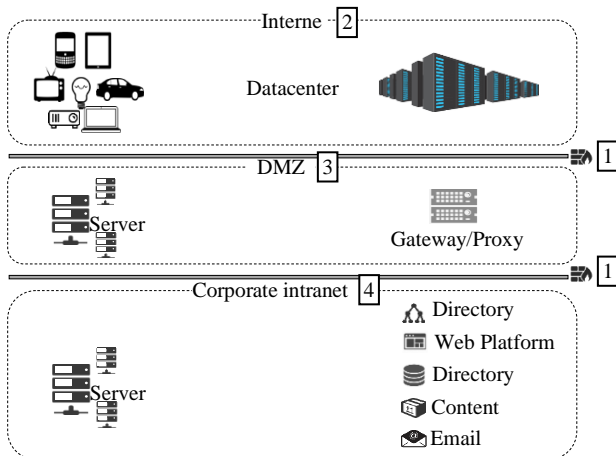 Interne 2
Datacenter
1
DMZ 3
Server
Gateway/Proxy
1
Corporate intranet 4
Directory
Web Platform
Server
Directory
Content
Email